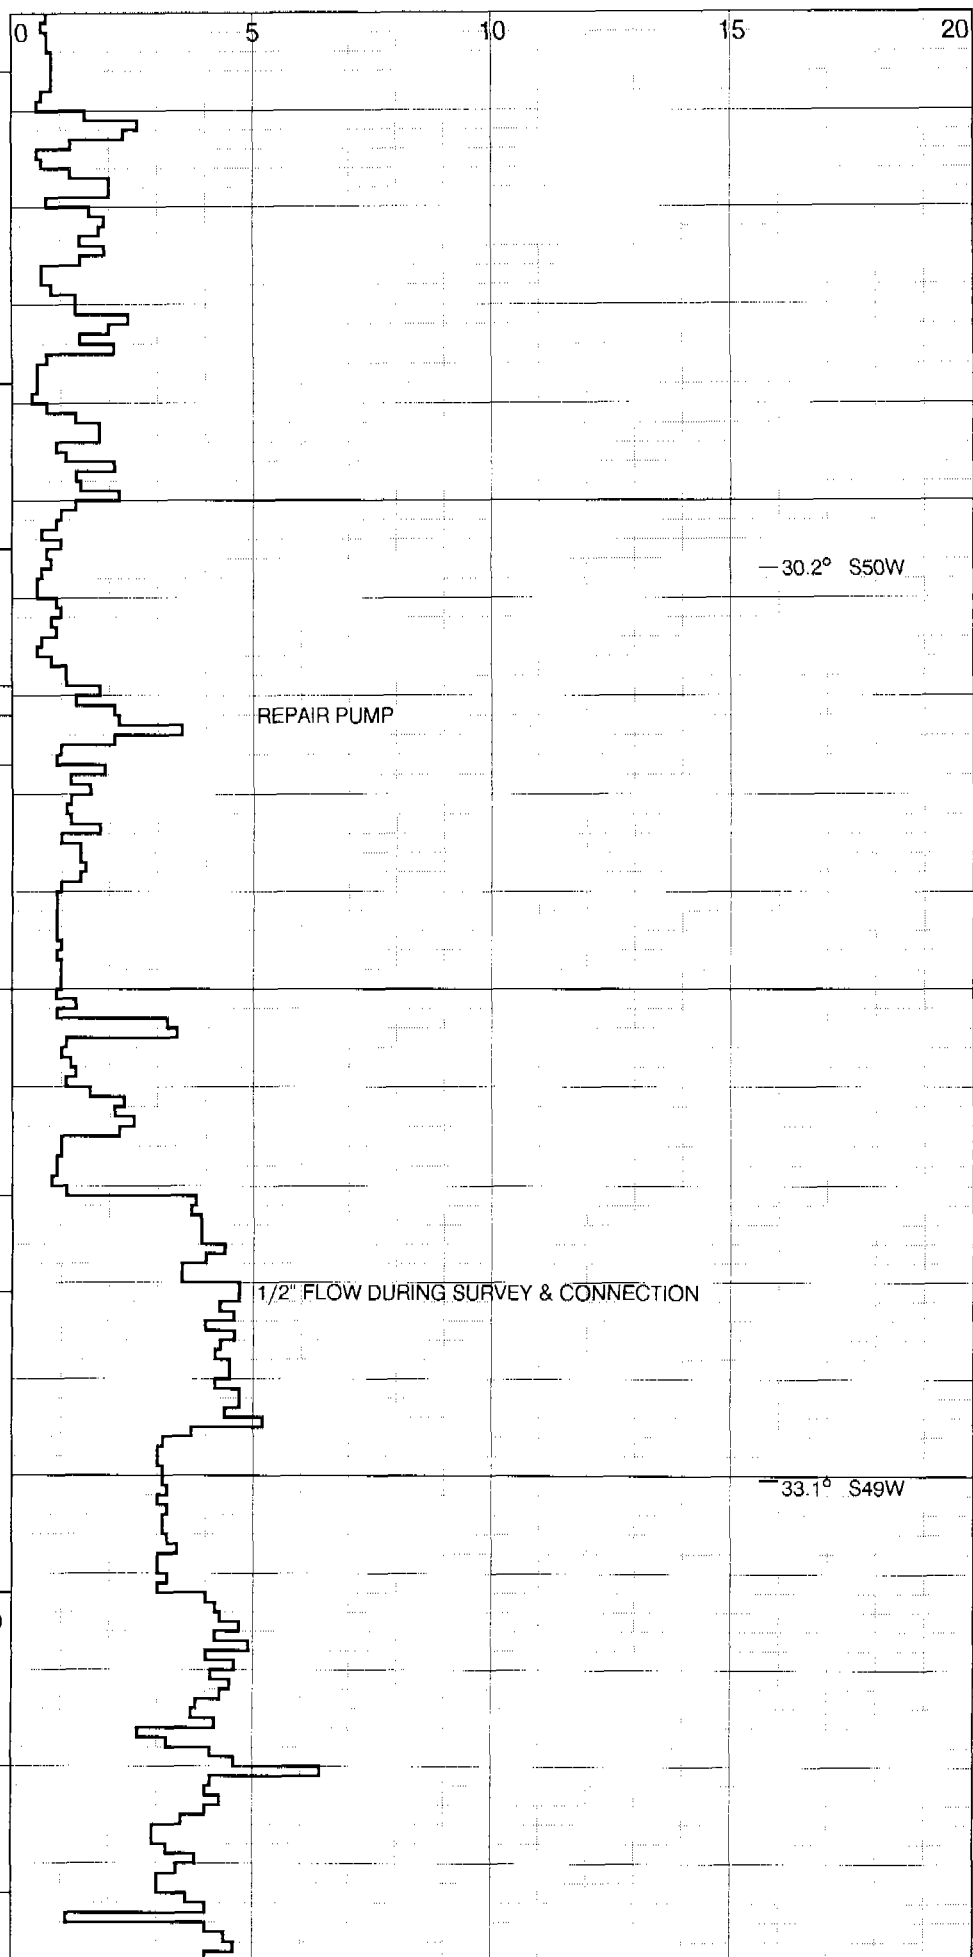 0 5 10 15 20
—30.2° S50W
REPAIR PUMP
1/2" FLOW DURING SURVEY & CONNECTION
—33.1° S49W